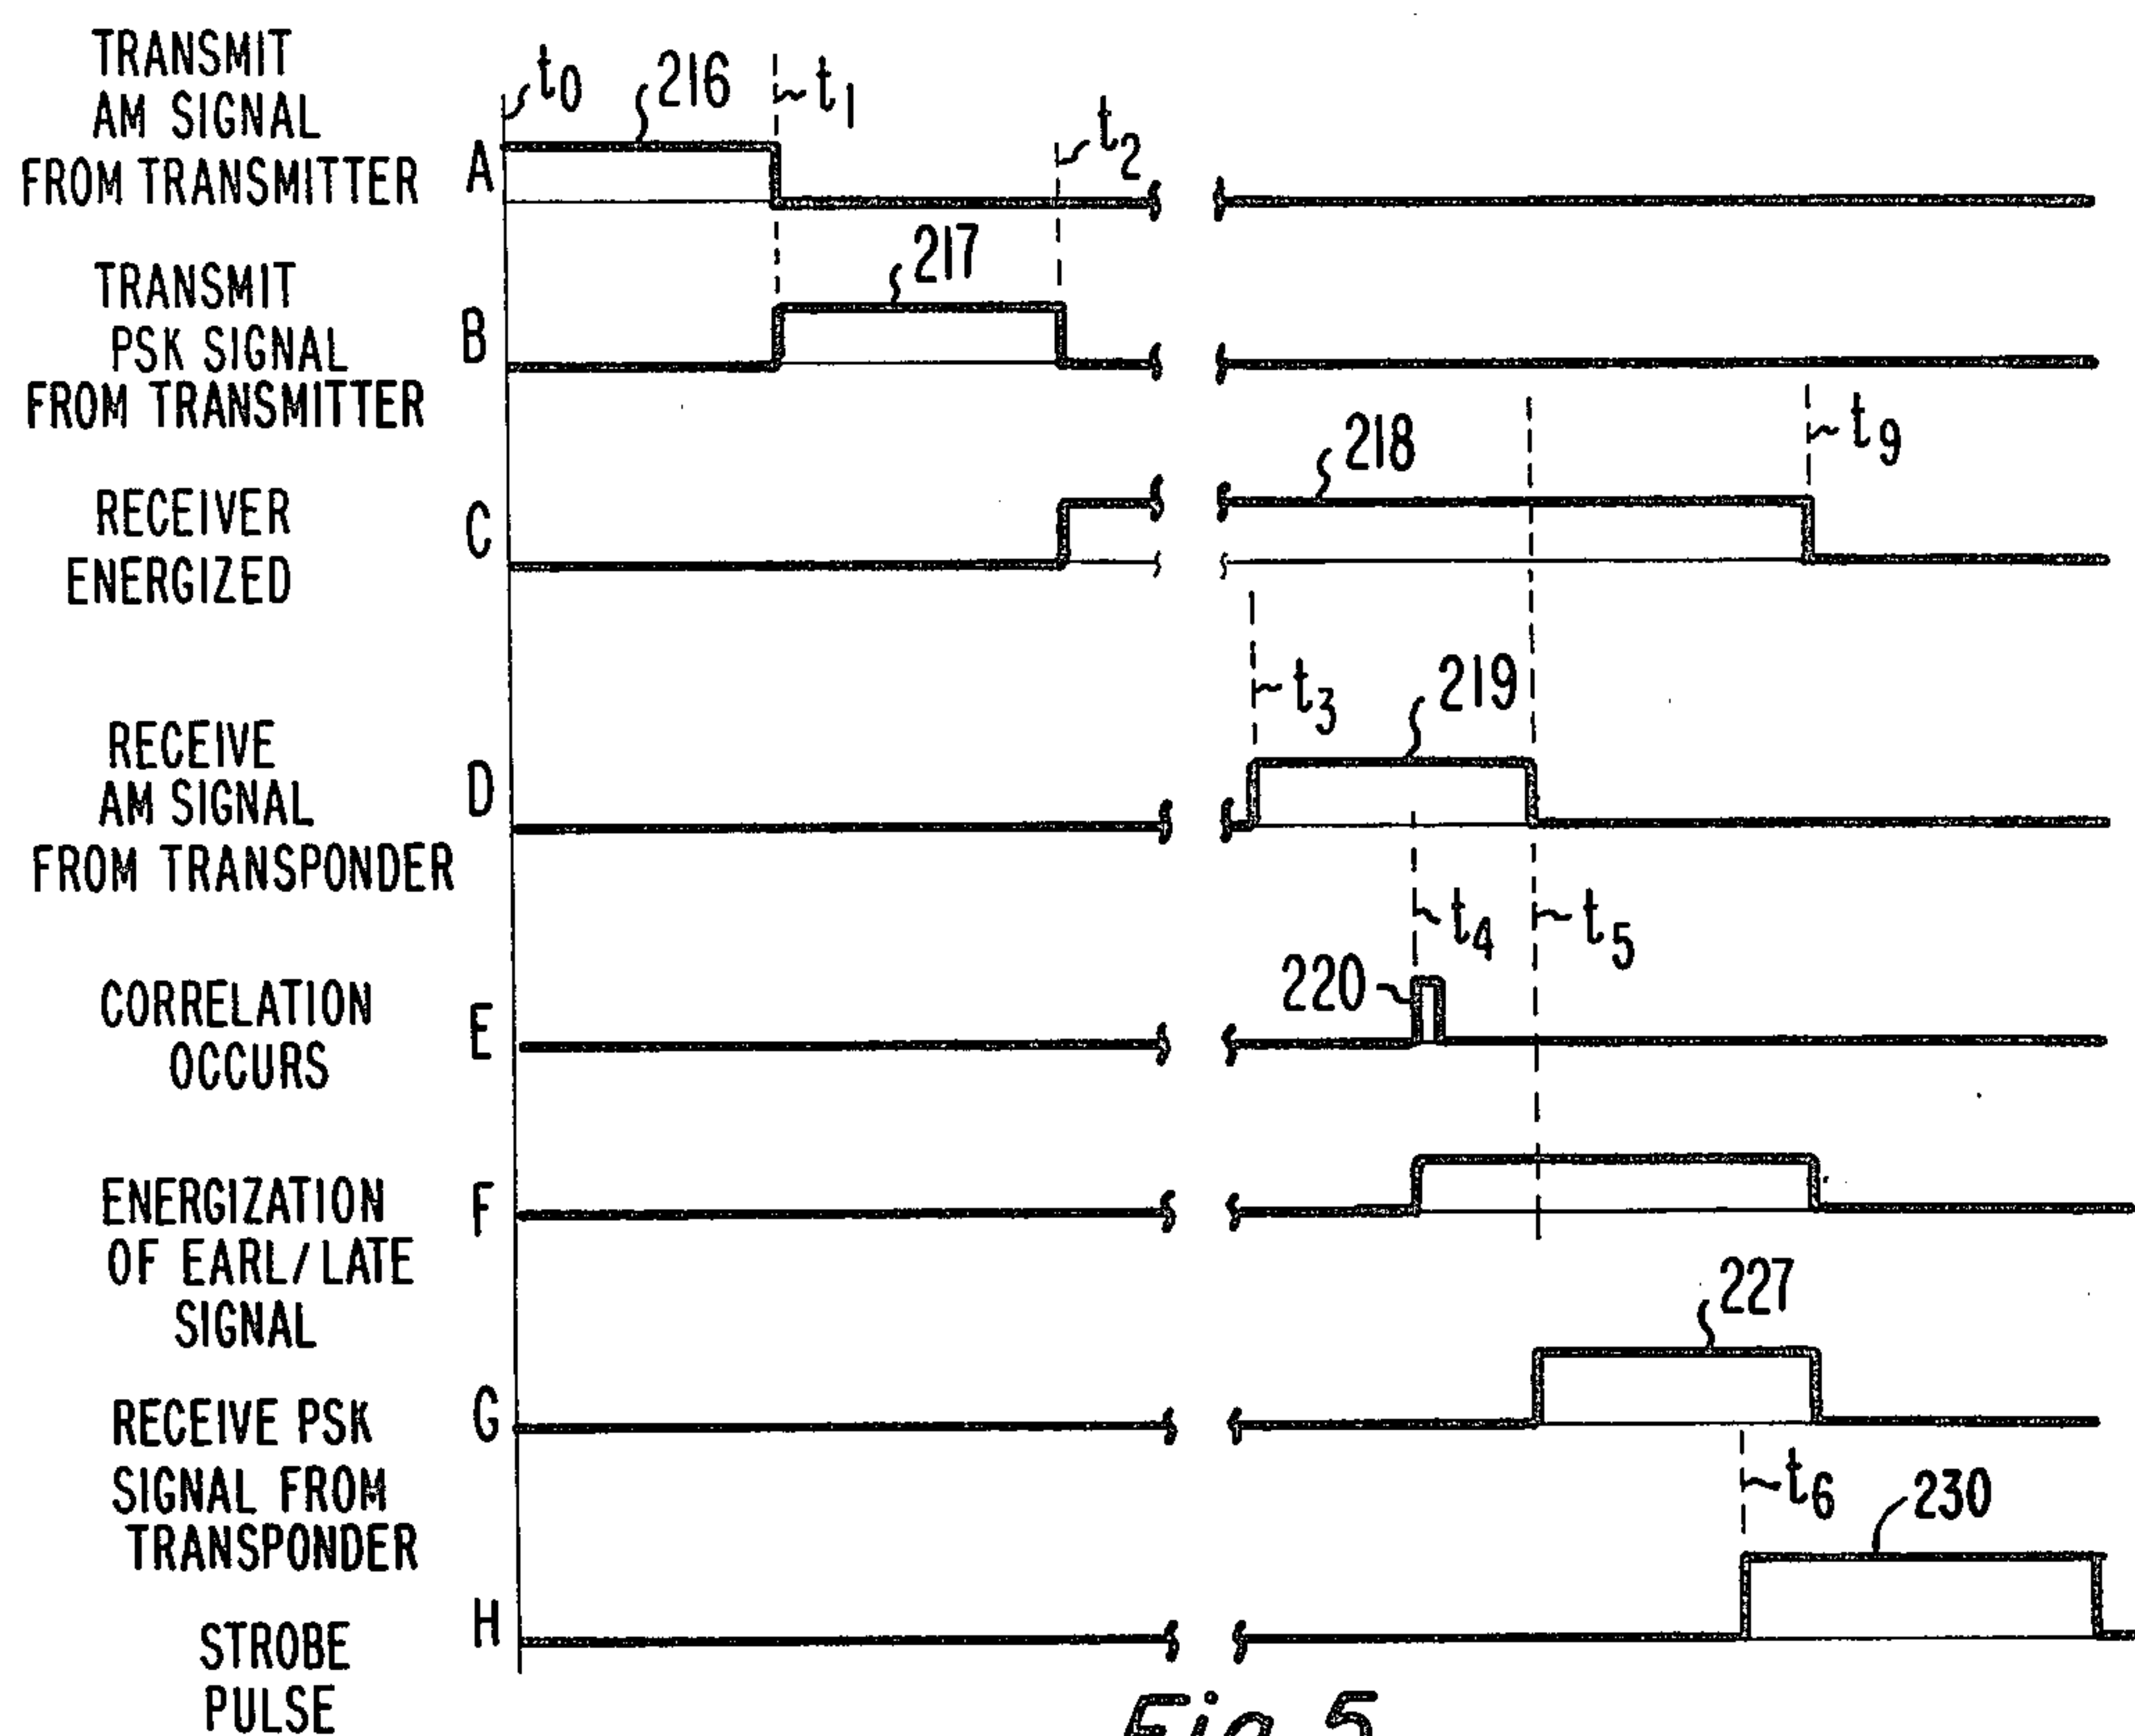 TRANSMIT
AM SIGNAL
FROM TRANSMITTER
A
t0
216
t1
t2
TRANSMIT
PSK SIGNAL
FROM TRANSMITTER
B
217
RECEIVER
ENERGIZED
C
218
t9
RECEIVE
AM SIGNAL
FROM TRANSPONDER
D
t3
219
t4
t5
CORRELATION
OCCURS
E
220
ENERGIZATION
OF EARL/LATE
SIGNAL
F
RECEIVE PSK
SIGNAL FROM
TRANSPONDER
G
227
t6
230
STROBE
PULSE
H
Fig. 5